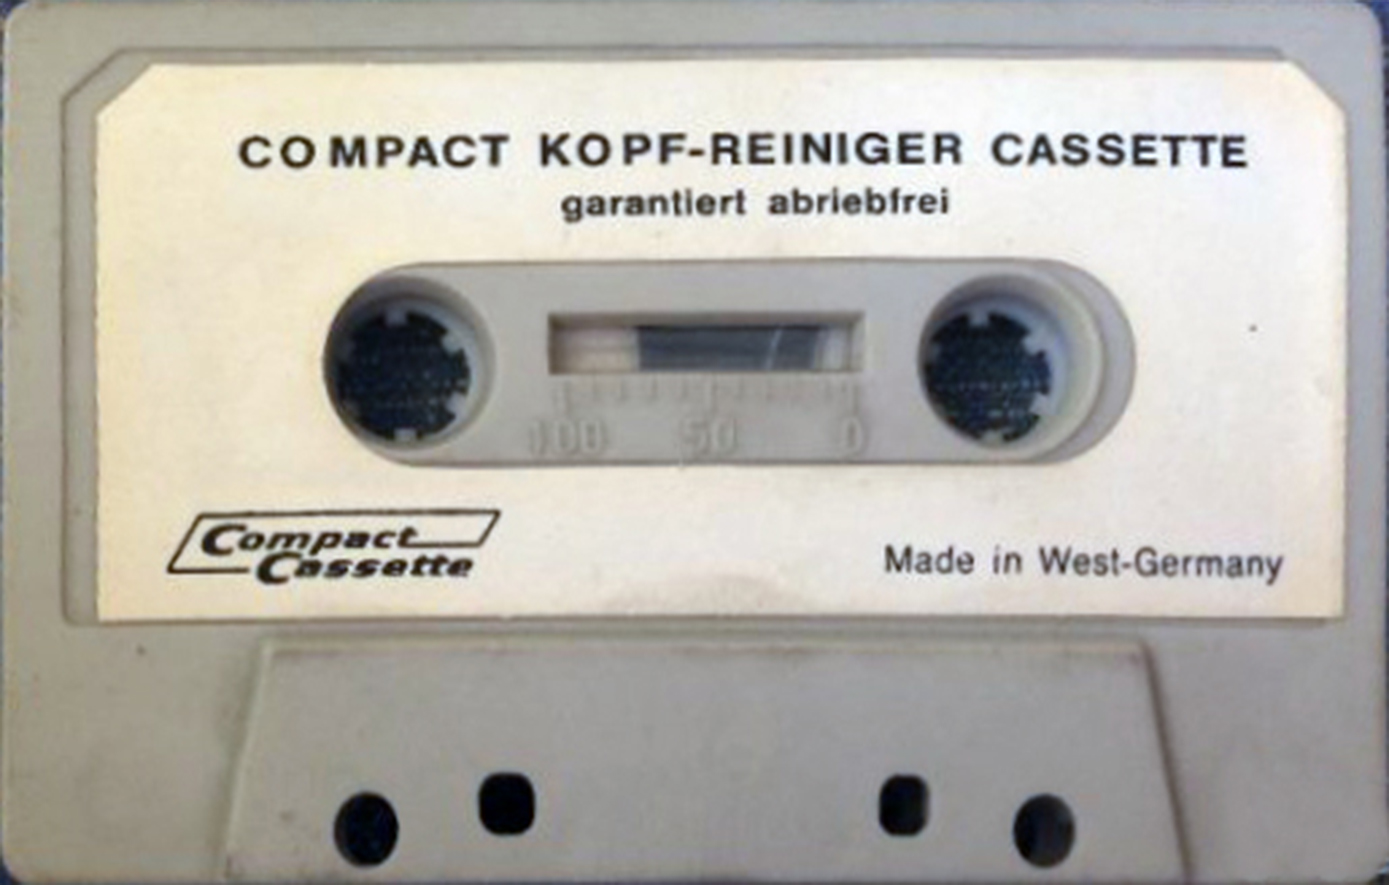 COMPACT KOPF-REINIGER CASSETTE
garantiert abriebfrei
100 50 0
Compact
Cassette
Made in West-Germany